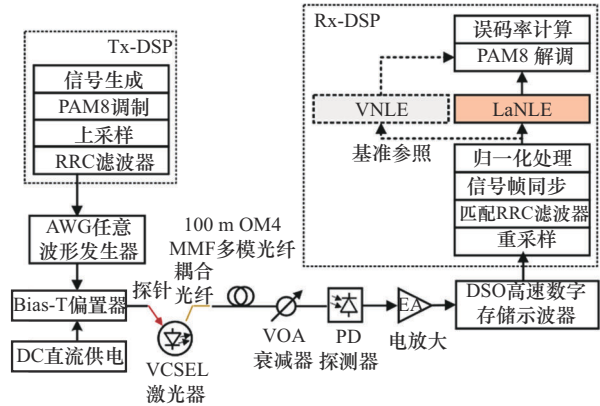 Tx-DSP
信号生成
PAM8调制
上采样
RRC滤波器
AWG任意
波形发生器
Bias-T偏置器
DC直流供电
探针
VCSEL
激光器
耦合
光纤
100 m OM4
MMF多模光纤
VOA
衰减器
PD
探测器
EA
电放大
DSO高速数字
存储示波器
Rx-DSP
误码率计算
PAM8 解调
VNLE
LaNLE
基准参照
归一化处理
信号帧同步
匹配RRC滤波器
重采样